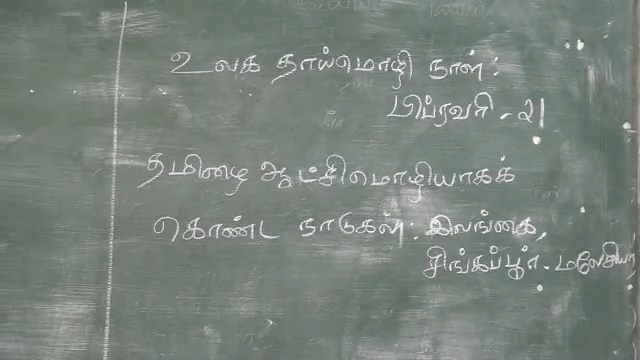 உலக தாய்மொழி நாள்:
பிப்ரவரி - 21
தமிழை ஆட்சிமொழியாகக்
கொண்ட நாடுகள்: இலங்கை,
சிங்கப்பூர். மலேசியா